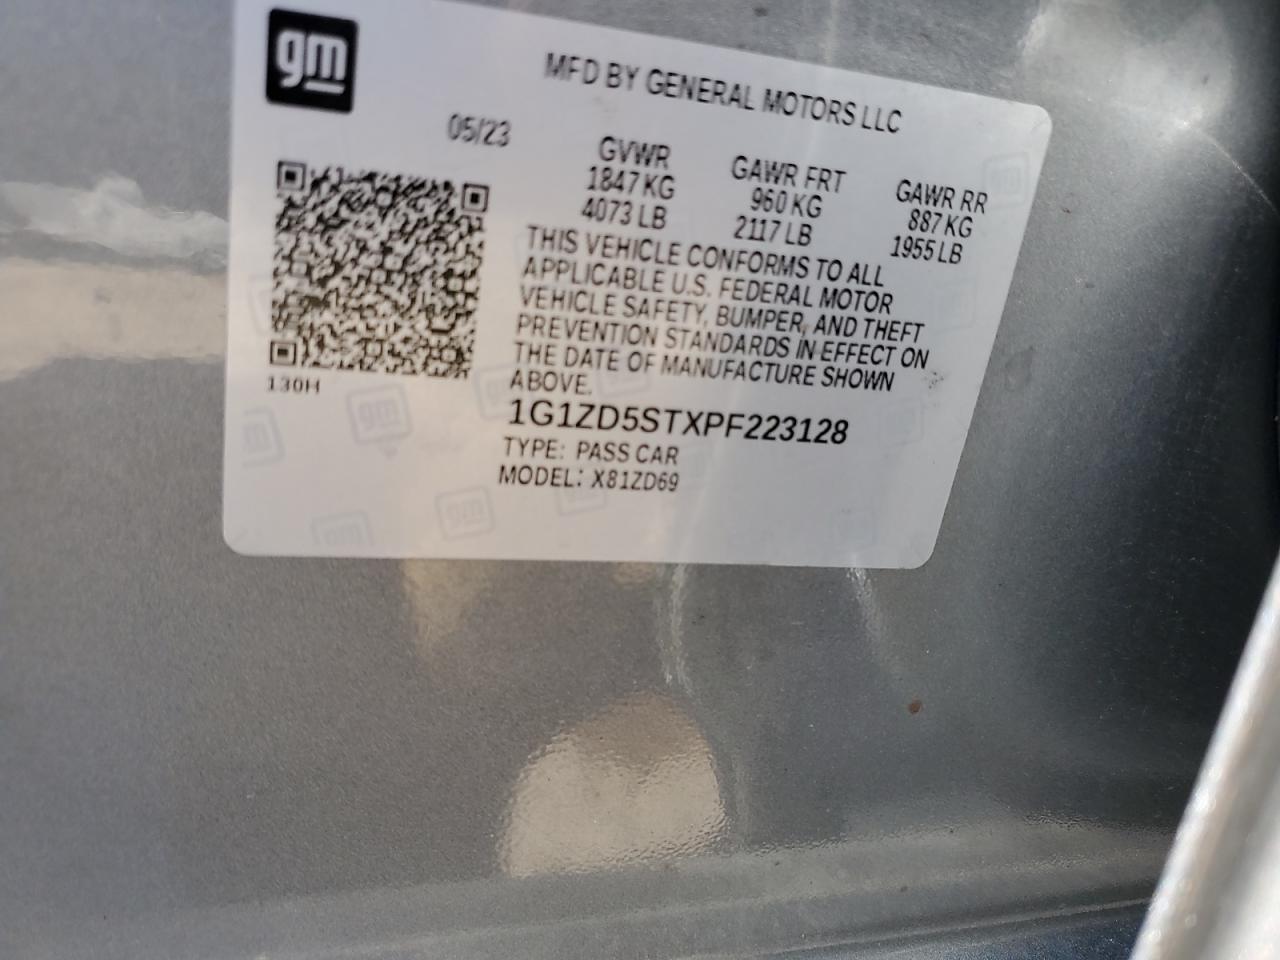 gm
MFD BY GENERAL MOTORS LLC
05/23
GVWR GAWR FRT GAWR RR
1847 KG 960 KG 887 KG
4073 LB 2117 LB 1955 LB
THIS VEHICLE CONFORMS TO ALL
APPLICABLE U.S. FEDERAL MOTOR
VEHICLE SAFETY, BUMPER, AND THEFT
PREVENTION STANDARDS IN EFFECT ON
THE DATE OF MANUFACTURE SHOWN
ABOVE.
130H
1G1ZD5STXPF223128
TYPE: PASS CAR
MODEL: X81ZD69